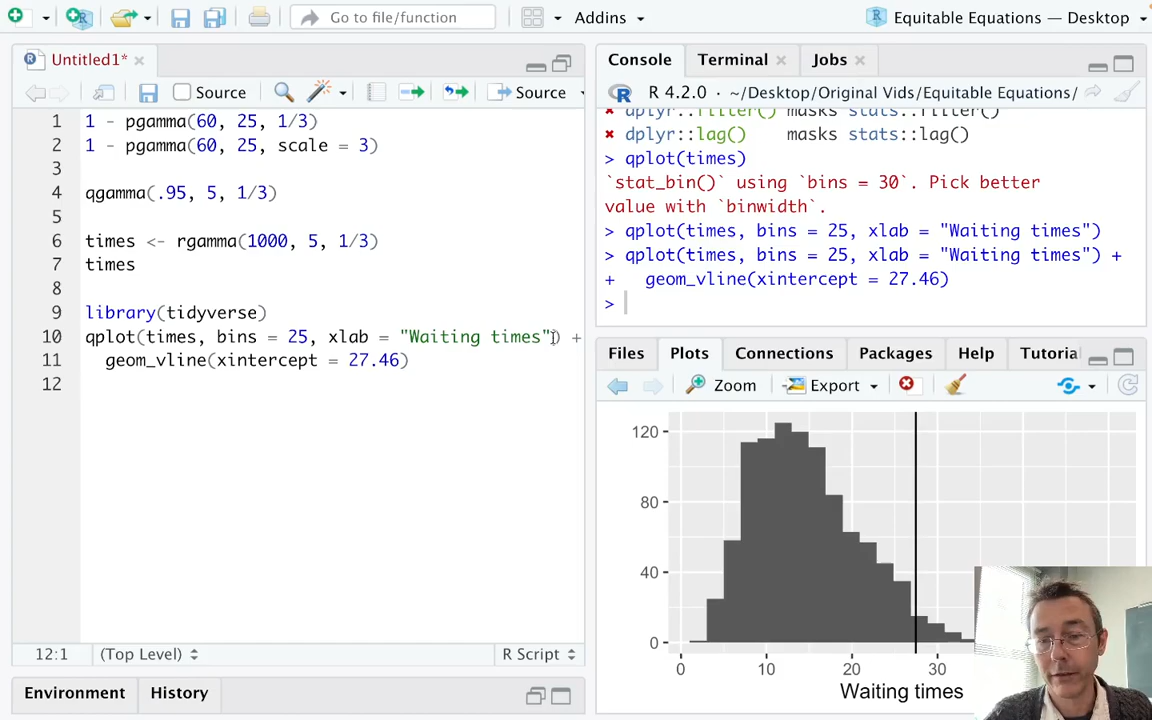 Go to file/function
Addins
Equitable Equations — Desktop
Untitled1*
Source
Source
1 1 - pgamma(60, 25, 1/3)
2 1 - pgamma(60, 25, scale = 3)
3
4 qgamma(.95, 5, 1/3)
5
6 times <- rgamma(1000, 5, 1/3)
7 times
8
9 library(tidyverse)
10 qplot(times, bins = 25, xlab = "Waiting times") +
11 geom_vline(xintercept = 27.46)
12
12:1 (Top Level) R Script
Environment History
Console Terminal Jobs
R 4.2.0 · ~/Desktop/Original Vids/Equitable Equations/
✖ dplyr::filter() masks stats::filter()
✖ dplyr::lag() masks stats::lag()
> qplot(times)
`stat_bin()` using `bins = 30`. Pick better
value with `binwidth`.
> qplot(times, bins = 25, xlab = "Waiting times")
> qplot(times, bins = 25, xlab = "Waiting times") +
+ geom_vline(xintercept = 27.46)
>
Files Plots Connections Packages Help Tutorial
Zoom Export
120
80
40
0
0 10 20 30
Waiting times